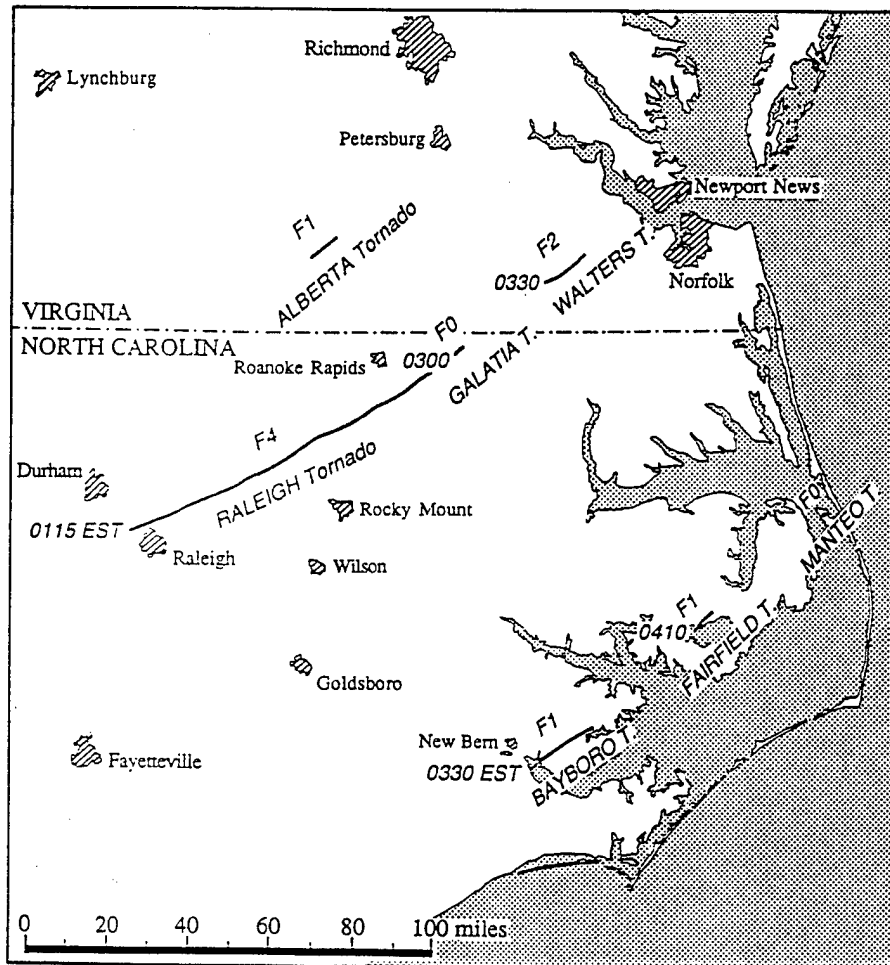 Richmond
Lynchburg
Petersburg
Newport News
F1
ALBERTA Tornado
F2
0330
WALTERS T.
Norfolk
VIRGINIA
NORTH CAROLINA
F0
Roanoke Rapids
0300
GALATIA T.
F4
RALEIGH Tornado
Durham
0115 EST
Raleigh
Rocky Mount
Wilson
F0
MANTEO T.
F1
0410
FAIRFIELD T.
Goldsboro
New Bern
F1
0330 EST
BAYBORO T.
Fayetteville
0 20 40 60 80 100 miles